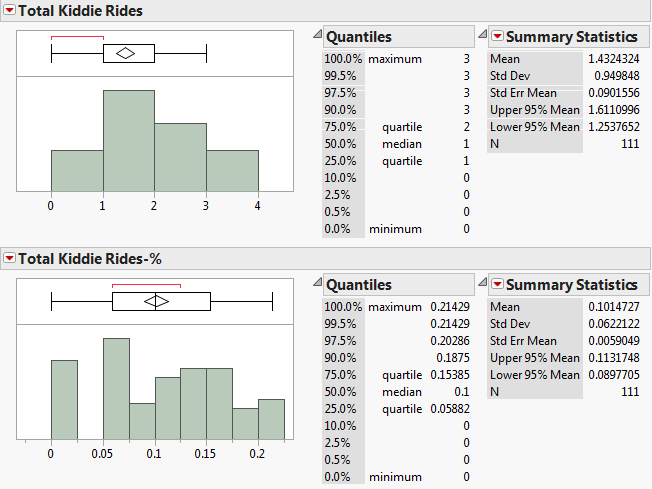 Total Kiddie Rides
Quantiles
100.0% maximum 3
99.5% 3
97.5% 3
90.0% 3
75.0% quartile 2
50.0% median 1
25.0% quartile 1
10.0% 0
2.5% 0
0.5% 0
0.0% minimum 0
Summary Statistics
Mean 1.4324324
Std Dev 0.949848
Std Err Mean 0.0901556
Upper 95% Mean 1.6110996
Lower 95% Mean 1.2537652
N 111
0 1 2 3 4
Total Kiddie Rides-%
Quantiles
100.0% maximum 0.21429
99.5% 0.21429
97.5% 0.20286
90.0% 0.1875
75.0% quartile 0.15385
50.0% median 0.1
25.0% quartile 0.05882
10.0% 0
2.5% 0
0.5% 0
0.0% minimum 0
Summary Statistics
Mean 0.1014727
Std Dev 0.0622122
Std Err Mean 0.0059049
Upper 95% Mean 0.1131748
Lower 95% Mean 0.0897705
N 111
0 0.05 0.1 0.15 0.2